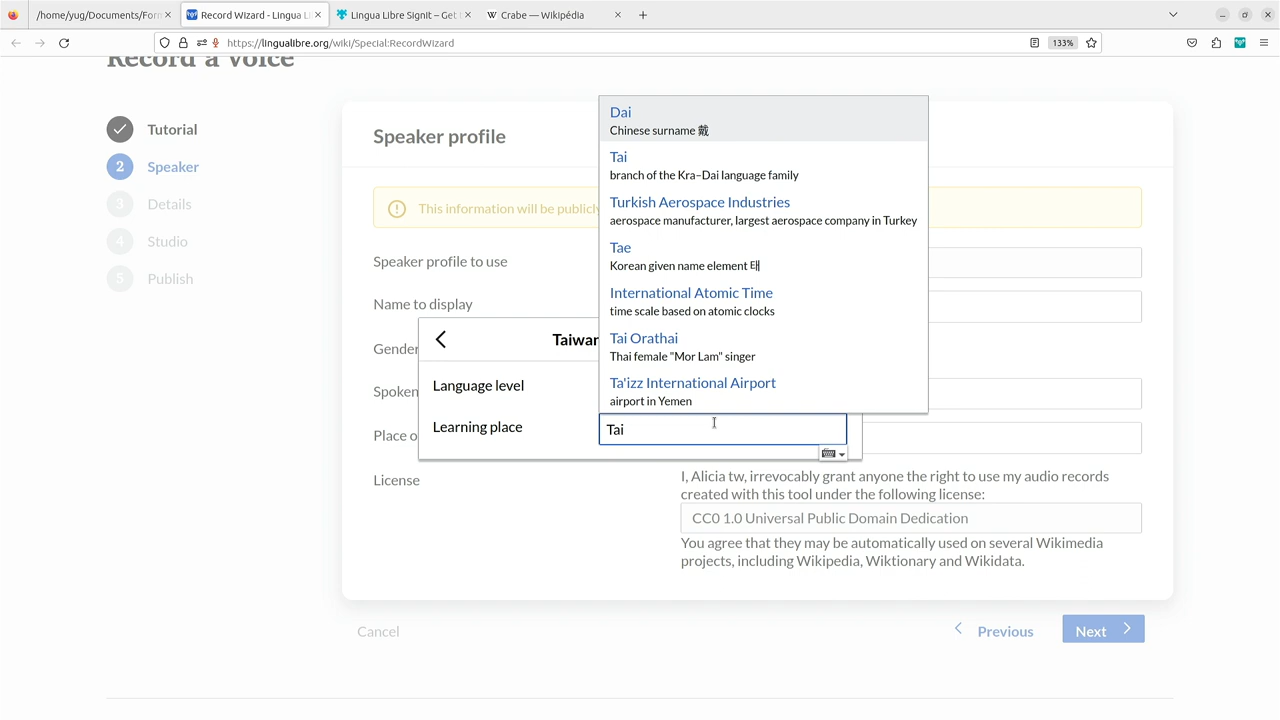 /home/yug/Documents/Forn
Record Wizard - Lingua L
Lingua Libre SignIt – Get
Crabe — Wikipédia
https://lingualibre.org/wiki/Special:RecordWizard
133%
Record a voice
Tutorial
2 Speaker
3 Details
4 Studio
5 Publish
Speaker profile
This information will be publicly
Speaker profile to use
Name to display
Gender
Spoken
Place o
License
Taiwan
Language level
Learning place
Tai
Dai
Chinese surname 戴
Tai
branch of the Kra–Dai language family
Turkish Aerospace Industries
aerospace manufacturer, largest aerospace company in Turkey
Tae
Korean given name element 태
International Atomic Time
time scale based on atomic clocks
Tai Orathai
Thai female "Mor Lam" singer
Ta'izz International Airport
airport in Yemen
I, Alicia tw, irrevocably grant anyone the right to use my audio records
created with this tool under the following license:
CC0 1.0 Universal Public Domain Dedication
You agree that they may be automatically used on several Wikimedia
projects, including Wikipedia, Wiktionary and Wikidata.
Cancel
Previous
Next